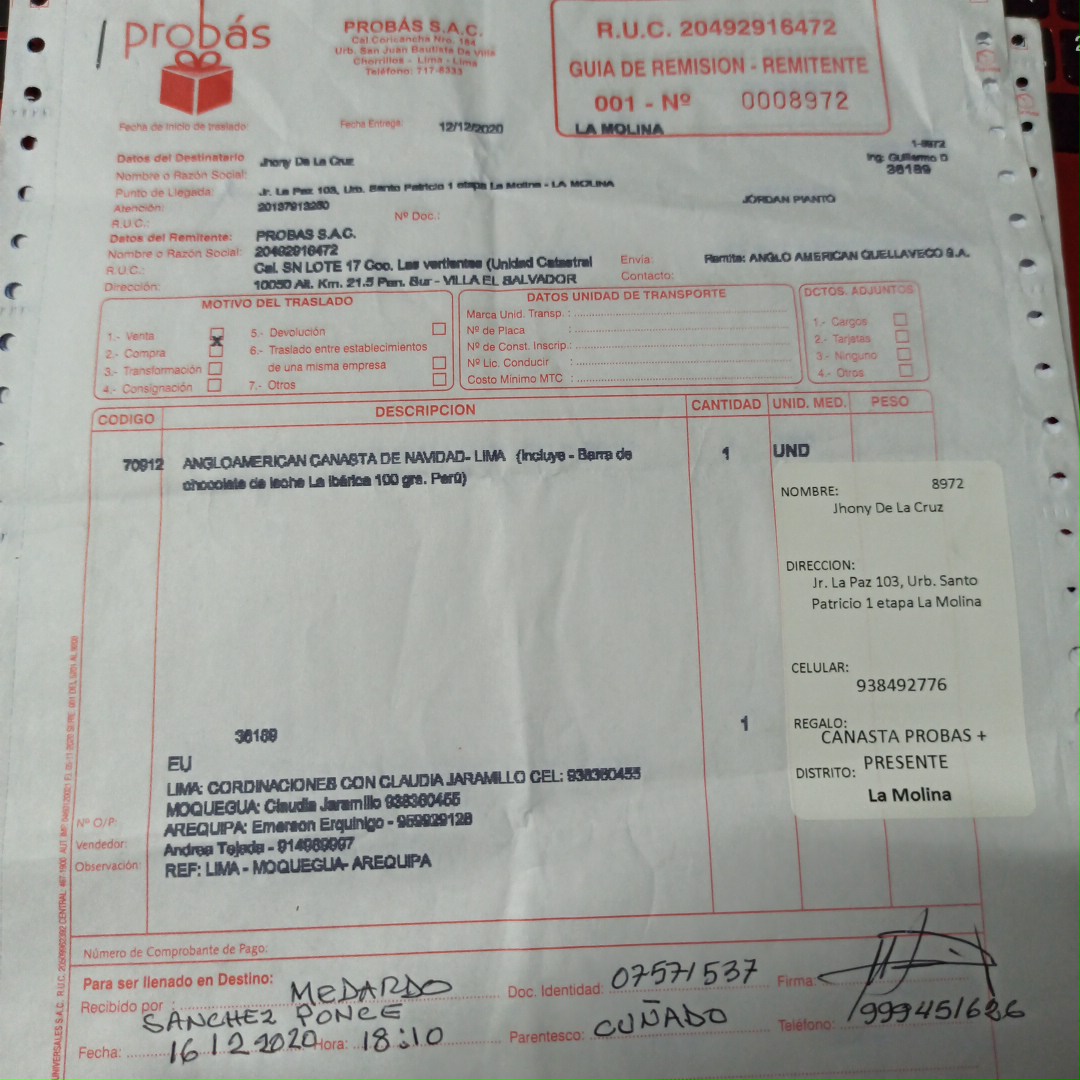 probás
PROBÁS S.A.C.
Cal Coricancha Nro. 184
Urb. San Juan Bautista De Villa
Chorrillos - Lima - Lima
Teléfono: 717-8333
R.U.C. 20492916472
GUIA DE REMISION - REMITENTE
001 - Nº 0008972
Fecha de Inicio de traslado:
Fecha Entrega: 12/12/2020
LA MOLINA
1-8972
Ing: Guillermo D
36189
Datos del Destinatario
Nombre o Razón Social: Jhony De La Cruz
Punto de Llegada: Jr. La Paz 103, Urb. Santo Patricio 1 etapa La Molina - LA MOLINA
Atención: 20137913250
JORDAN PIANTO
R.U.C.:
Nº Doc.:
Datos del Remitente: PROBAS S.A.C.
Nombre o Razón Social: 20492916472
R.U.C.: Cal. SN LOTE 17 Coo. Las vertientes (Unidad Catastral
Dirección: 10050 Alt. Km. 21.5 Pan. Sur - VILLA EL SALVADOR
Envia: Remite: ANGLO AMERICAN QUELLAVECO S.A.
Contacto:
MOTIVO DEL TRASLADO
1.- Venta x
2.- Compra
3.- Transformación
4.- Consignación
5.- Devolución
6.- Traslado entre establecimientos
de una misma empresa
7.- Otros
DATOS UNIDAD DE TRANSPORTE
Marca Unid. Transp. :
Nº de Placa :
Nº de Const. Inscrip.:
Nº Lic. Conducir :
Costo Mínimo MTC :
DCTOS. ADJUNTOS
1.- Cargos
2.- Tarjetas
3.- Ninguno
4.- Otros
CODIGO DESCRIPCION CANTIDAD UNID. MED. PESO
70912 ANGLOAMERICAN CANASTA DE NAVIDAD- LIMA (Incluye - Barra de 1 UND
chocolate de leche La Ibérica 100 grs. Perú)
NOMBRE: 8972
Jhony De La Cruz
DIRECCION:
Jr. La Paz 103, Urb. Santo
Patricio 1 etapa La Molina
CELULAR:
938492776
REGALO:
CANASTA PROBAS +
PRESENTE
DISTRITO:
La Molina
36189 1
EU
LIMA: CORDINACIONES CON CLAUDIA JARAMILLO CEL: 938360455
MOQUEGUA: Claudia Jaramillo 938360455
Nº O/P AREQUIPA: Emerson Erquinigo - 959929128
Vendedor: Andrea Tejada - 914989997
Observación: REF: LIMA - MOQUEGUA- AREQUIPA
Número de Comprobante de Pago:
Para ser llenado en Destino:
Recibido por : MEDARDO
SANCHEZ PONCE
Doc. Identidad: 07571537
Firma:
Fecha: 16 12 2020 Hora: 18:10
Parentesco: CUÑADO
Teléfono: 999451626